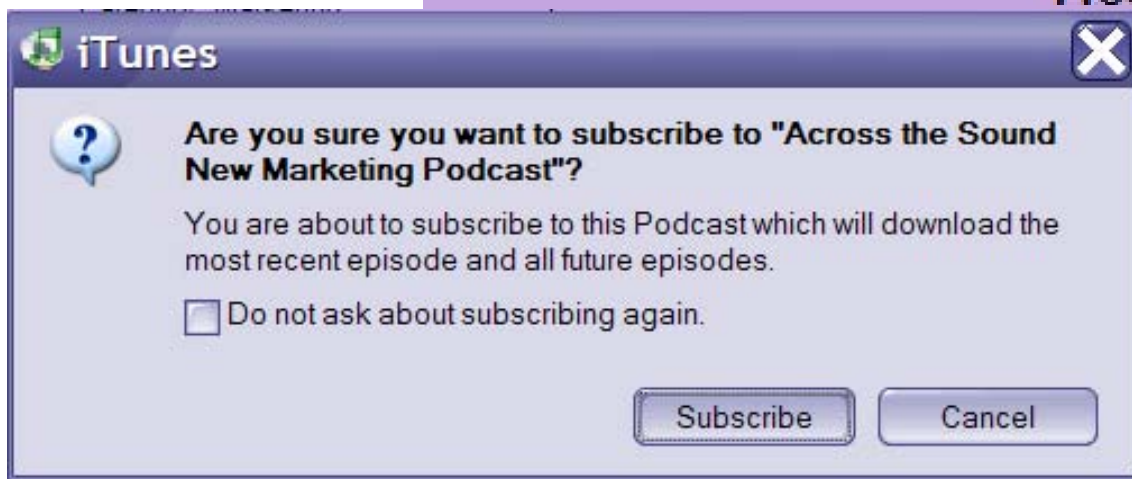 iTunes
Are you sure you want to subscribe to "Across the Sound
New Marketing Podcast"?
You are about to subscribe to this Podcast which will download the
most recent episode and all future episodes.
Do not ask about subscribing again.
Subscribe
Cancel